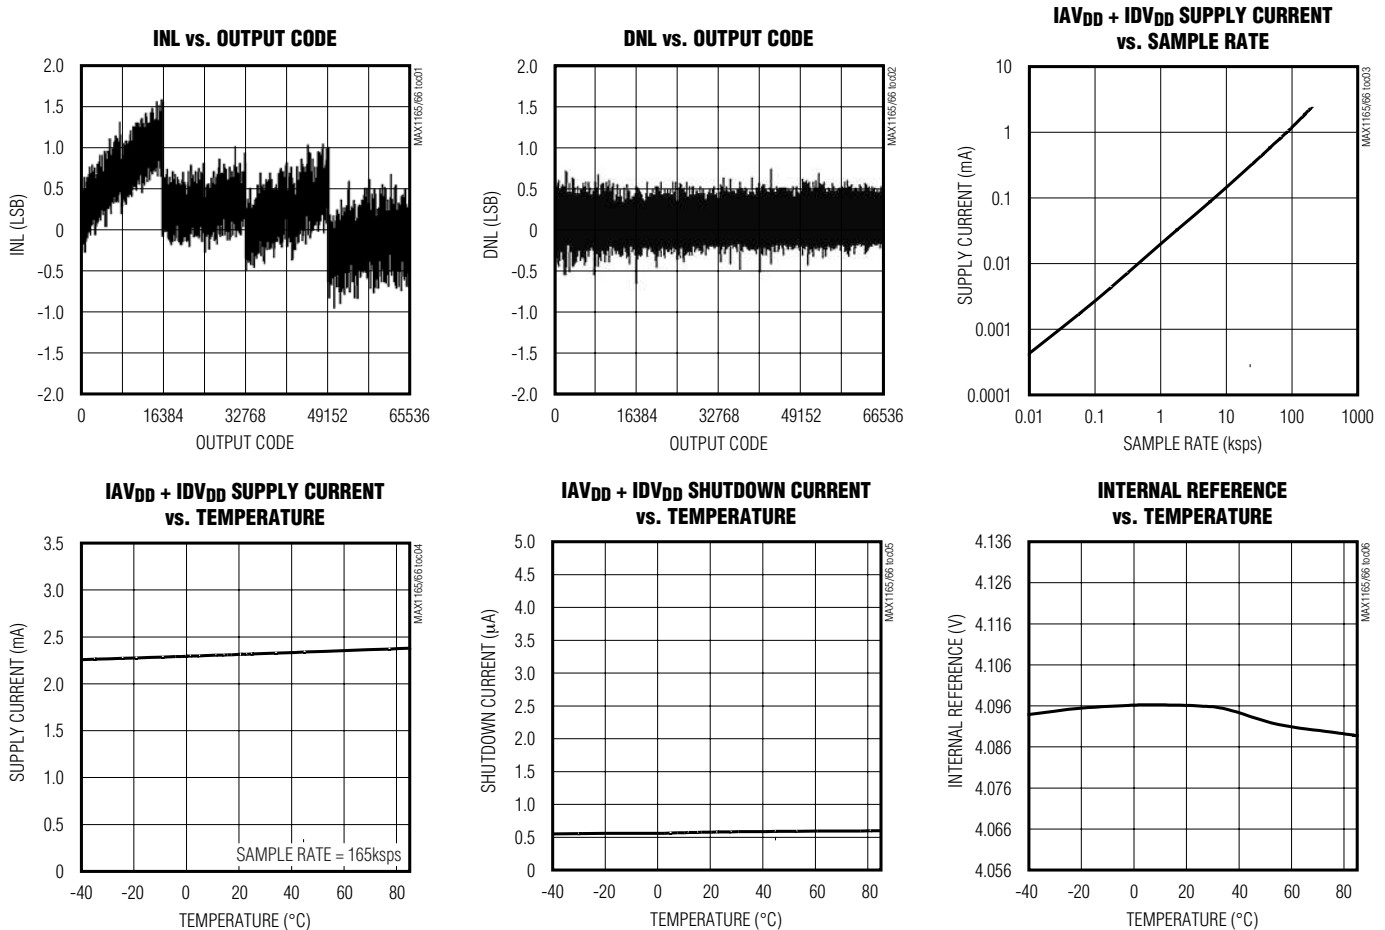 INL vs. OUTPUT CODE
2.0
1.5
1.0
0.5
0
-0.5
-1.0
-1.5
-2.0
INL (LSB)
0 16384 32768 49152 65536
OUTPUT CODE
MAX1165/66 toc01
DNL vs. OUTPUT CODE
2.0
1.5
1.0
0.5
0
-0.5
-1.0
-1.5
-2.0
DNL (LSB)
0 16384 32768 49152 66536
OUTPUT CODE
MAX1165/66 toc02
IAVDD + IDVDD SUPPLY CURRENT
vs. SAMPLE RATE
10
1
0.1
0.01
0.001
0.0001
SUPPLY CURRENT (mA)
0.01 0.1 1 10 100 1000
SAMPLE RATE (ksps)
MAX1165/66 toc03
IAVDD + IDVDD SUPPLY CURRENT
vs. TEMPERATURE
3.5
3.0
2.5
2.0
1.5
1.0
0.5
0
SUPPLY CURRENT (mA)
SAMPLE RATE = 165ksps
-40 -20 0 20 40 60 80
TEMPERATURE (°C)
MAX1165/66 toc04
IAVDD + IDVDD SHUTDOWN CURRENT
vs. TEMPERATURE
5.0
4.5
4.0
3.5
3.0
2.5
2.0
1.5
1.0
0.5
0
SHUTDOWN CURRENT (µA)
-40 -20 0 20 40 60 80
TEMPERATURE (°C)
MAX1165/66 toc05
INTERNAL REFERENCE
vs. TEMPERATURE
4.136
4.126
4.116
4.106
4.096
4.086
4.076
4.066
4.056
INTERNAL REFERENCE (V)
-40 -20 0 20 40 60 80
TEMPERATURE (°C)
MAX1165/66 toc06